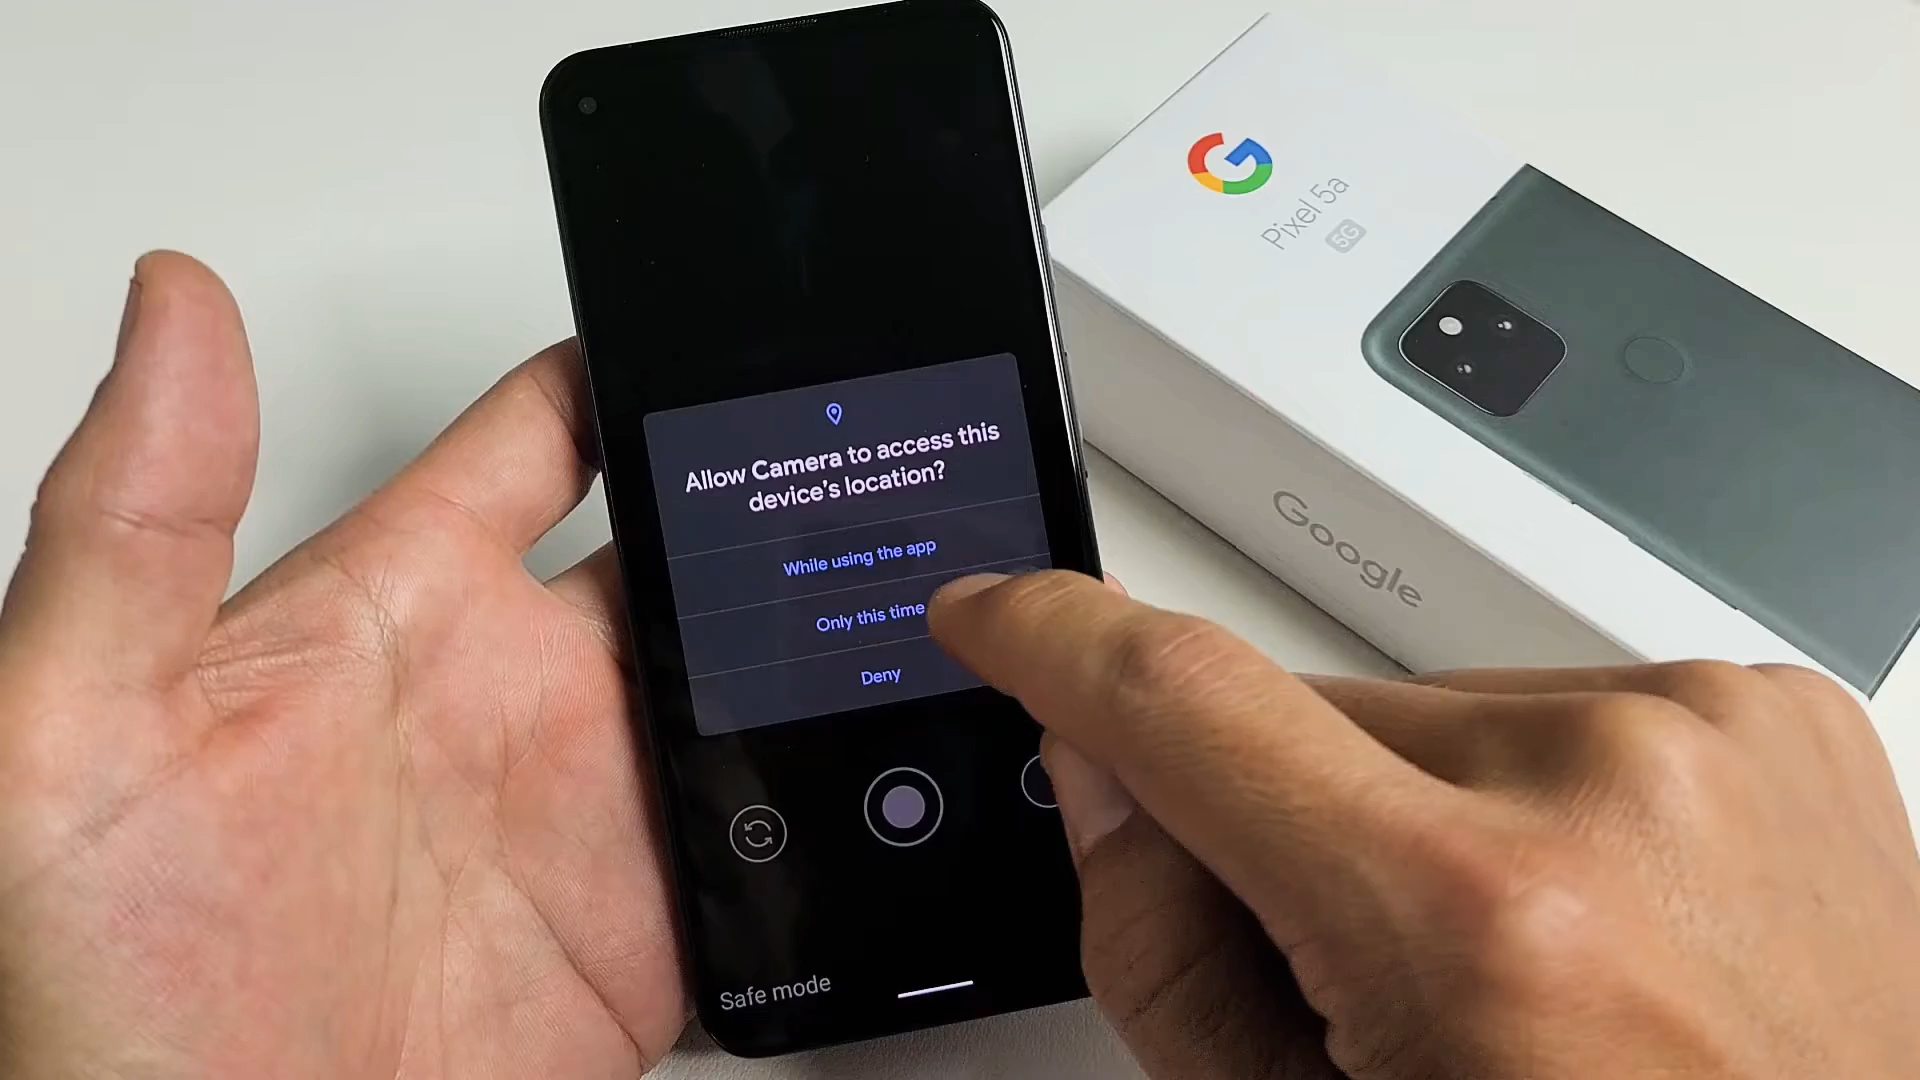 Allow Camera to access this
device's location?
While using the app
Only this time
Deny
Safe mode
G
Pixel 5a
5G
Google